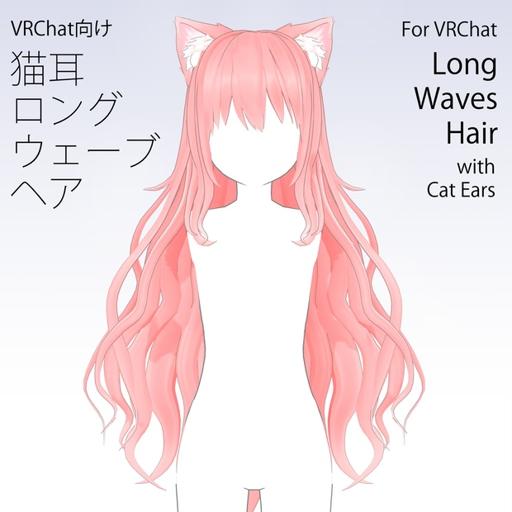 VRChat向け
猫耳
ロング
ウェーブ
ヘア
For VRChat
Long
Waves
Hair
with
Cat Ears